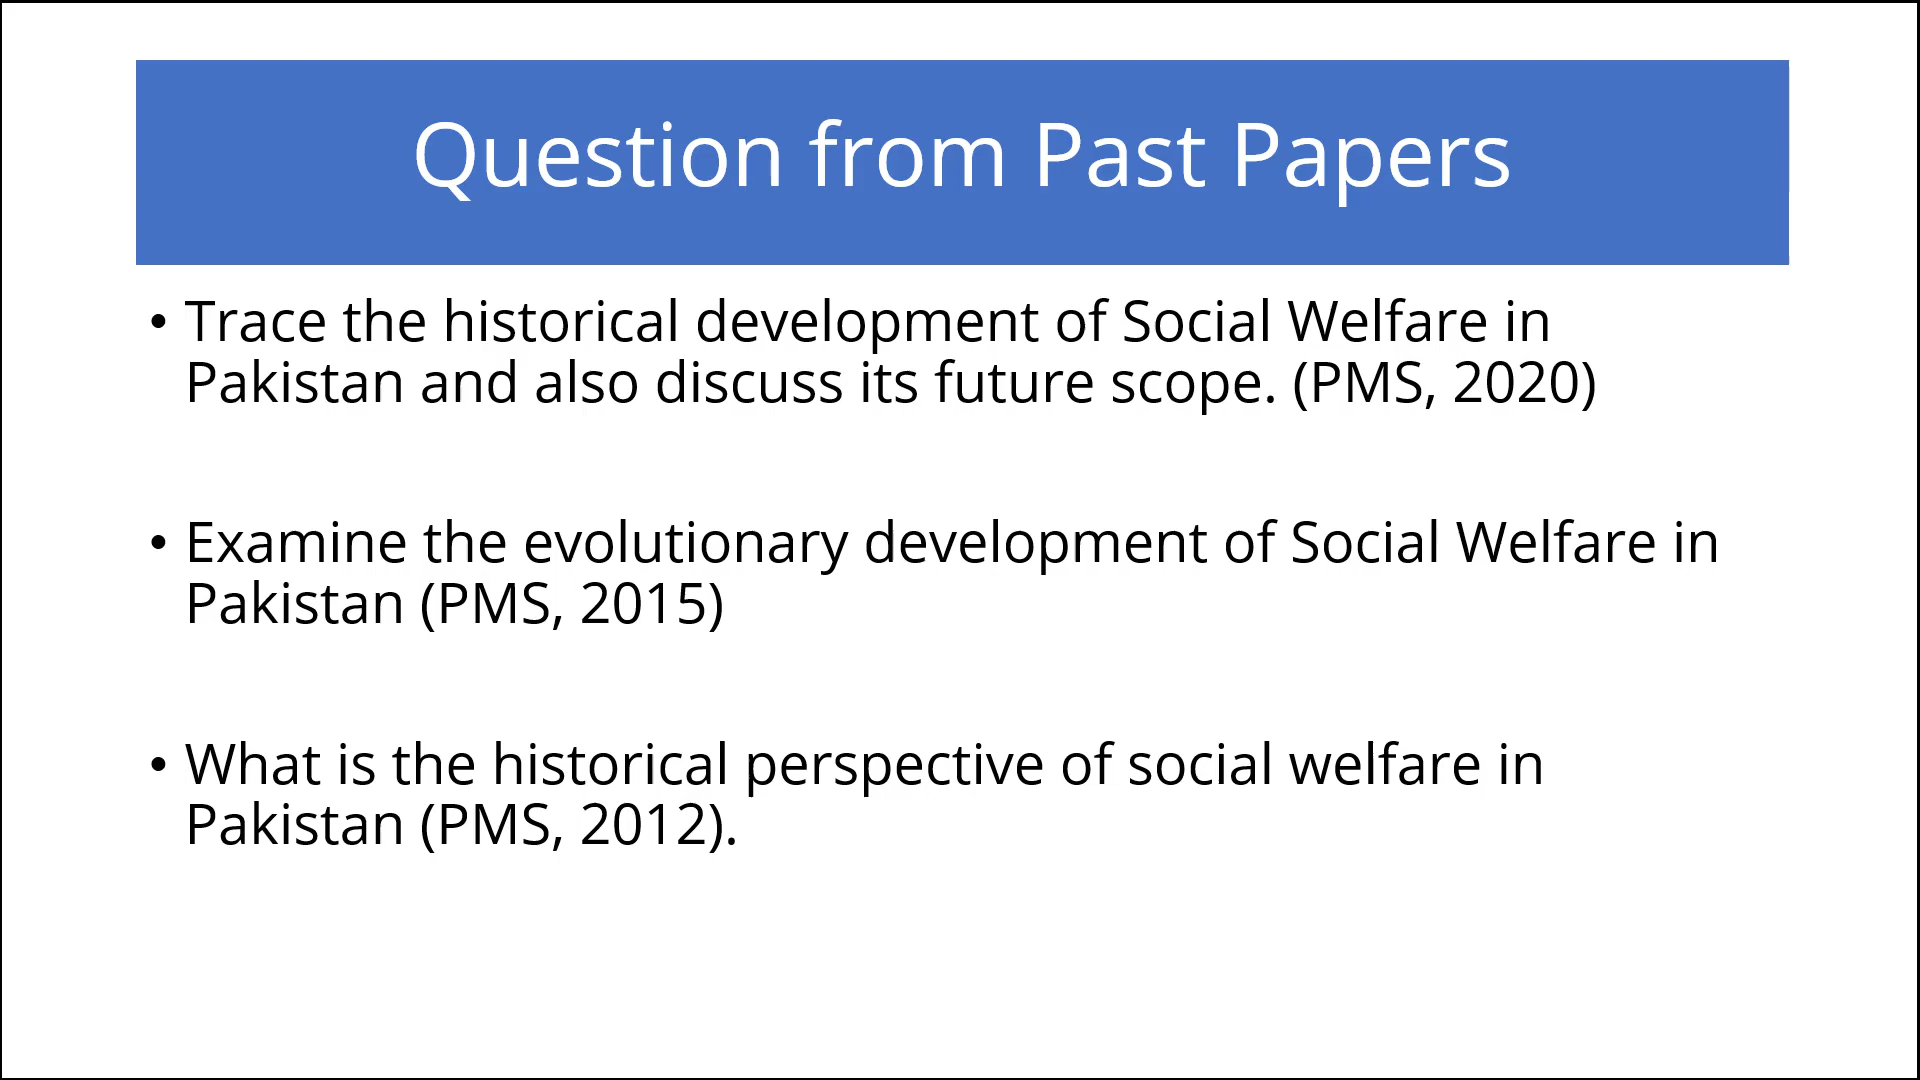 Question from Past Papers
• Trace the historical development of Social Welfare in
Pakistan and also discuss its future scope. (PMS, 2020)
• Examine the evolutionary development of Social Welfare in
Pakistan (PMS, 2015)
• What is the historical perspective of social welfare in
Pakistan (PMS, 2012).